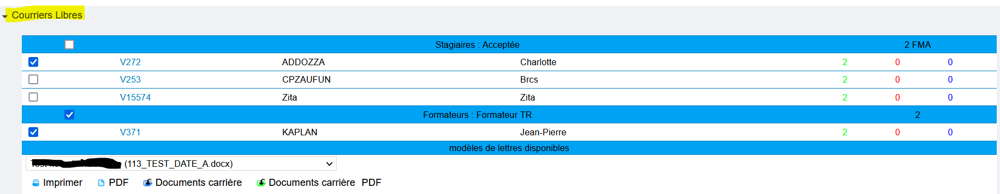 Courriers Libres
Stagiaires : Acceptée 2 FMA
V272 ADDOZZA Charlotte 2 0 0
V253 CPZAUFUN Brcs 2 0 0
V15574 Zita Zita 2 0 0
Formateurs : Formateur TR 2
V371 KAPLAN Jean-Pierre 2 0 0
modèles de lettres disponibles
(113_TEST_DATE_A.docx)
Imprimer PDF Documents carrière Documents carrière PDF